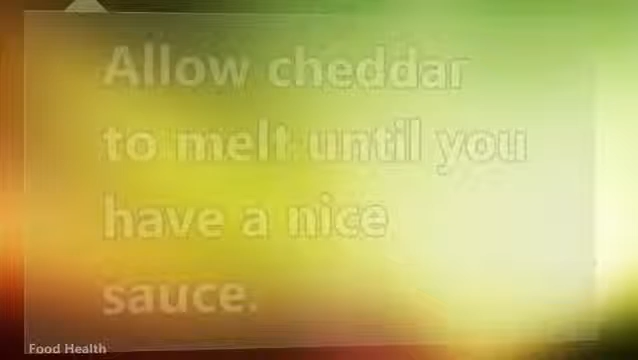 Allow cheddar
to melt until you
have a nice
sauce.
Food Health